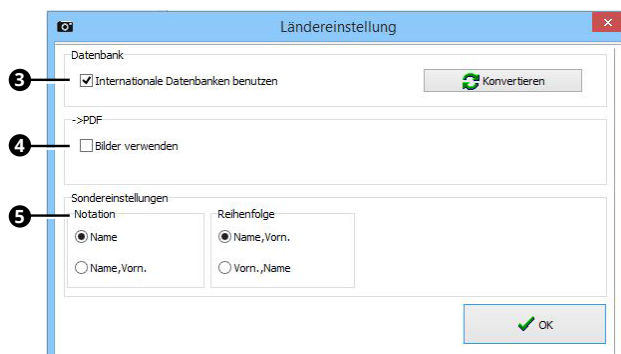 Ländereinstellung
Datenbank
3
Internationale Datenbanken benutzen
Konvertieren
->PDF
4
Bilder verwenden
Sondereinstellungen
5
Notation
Reihenfolge
Name
Name,Vorn.
Name,Vorn.
Vorn.,Name
OK